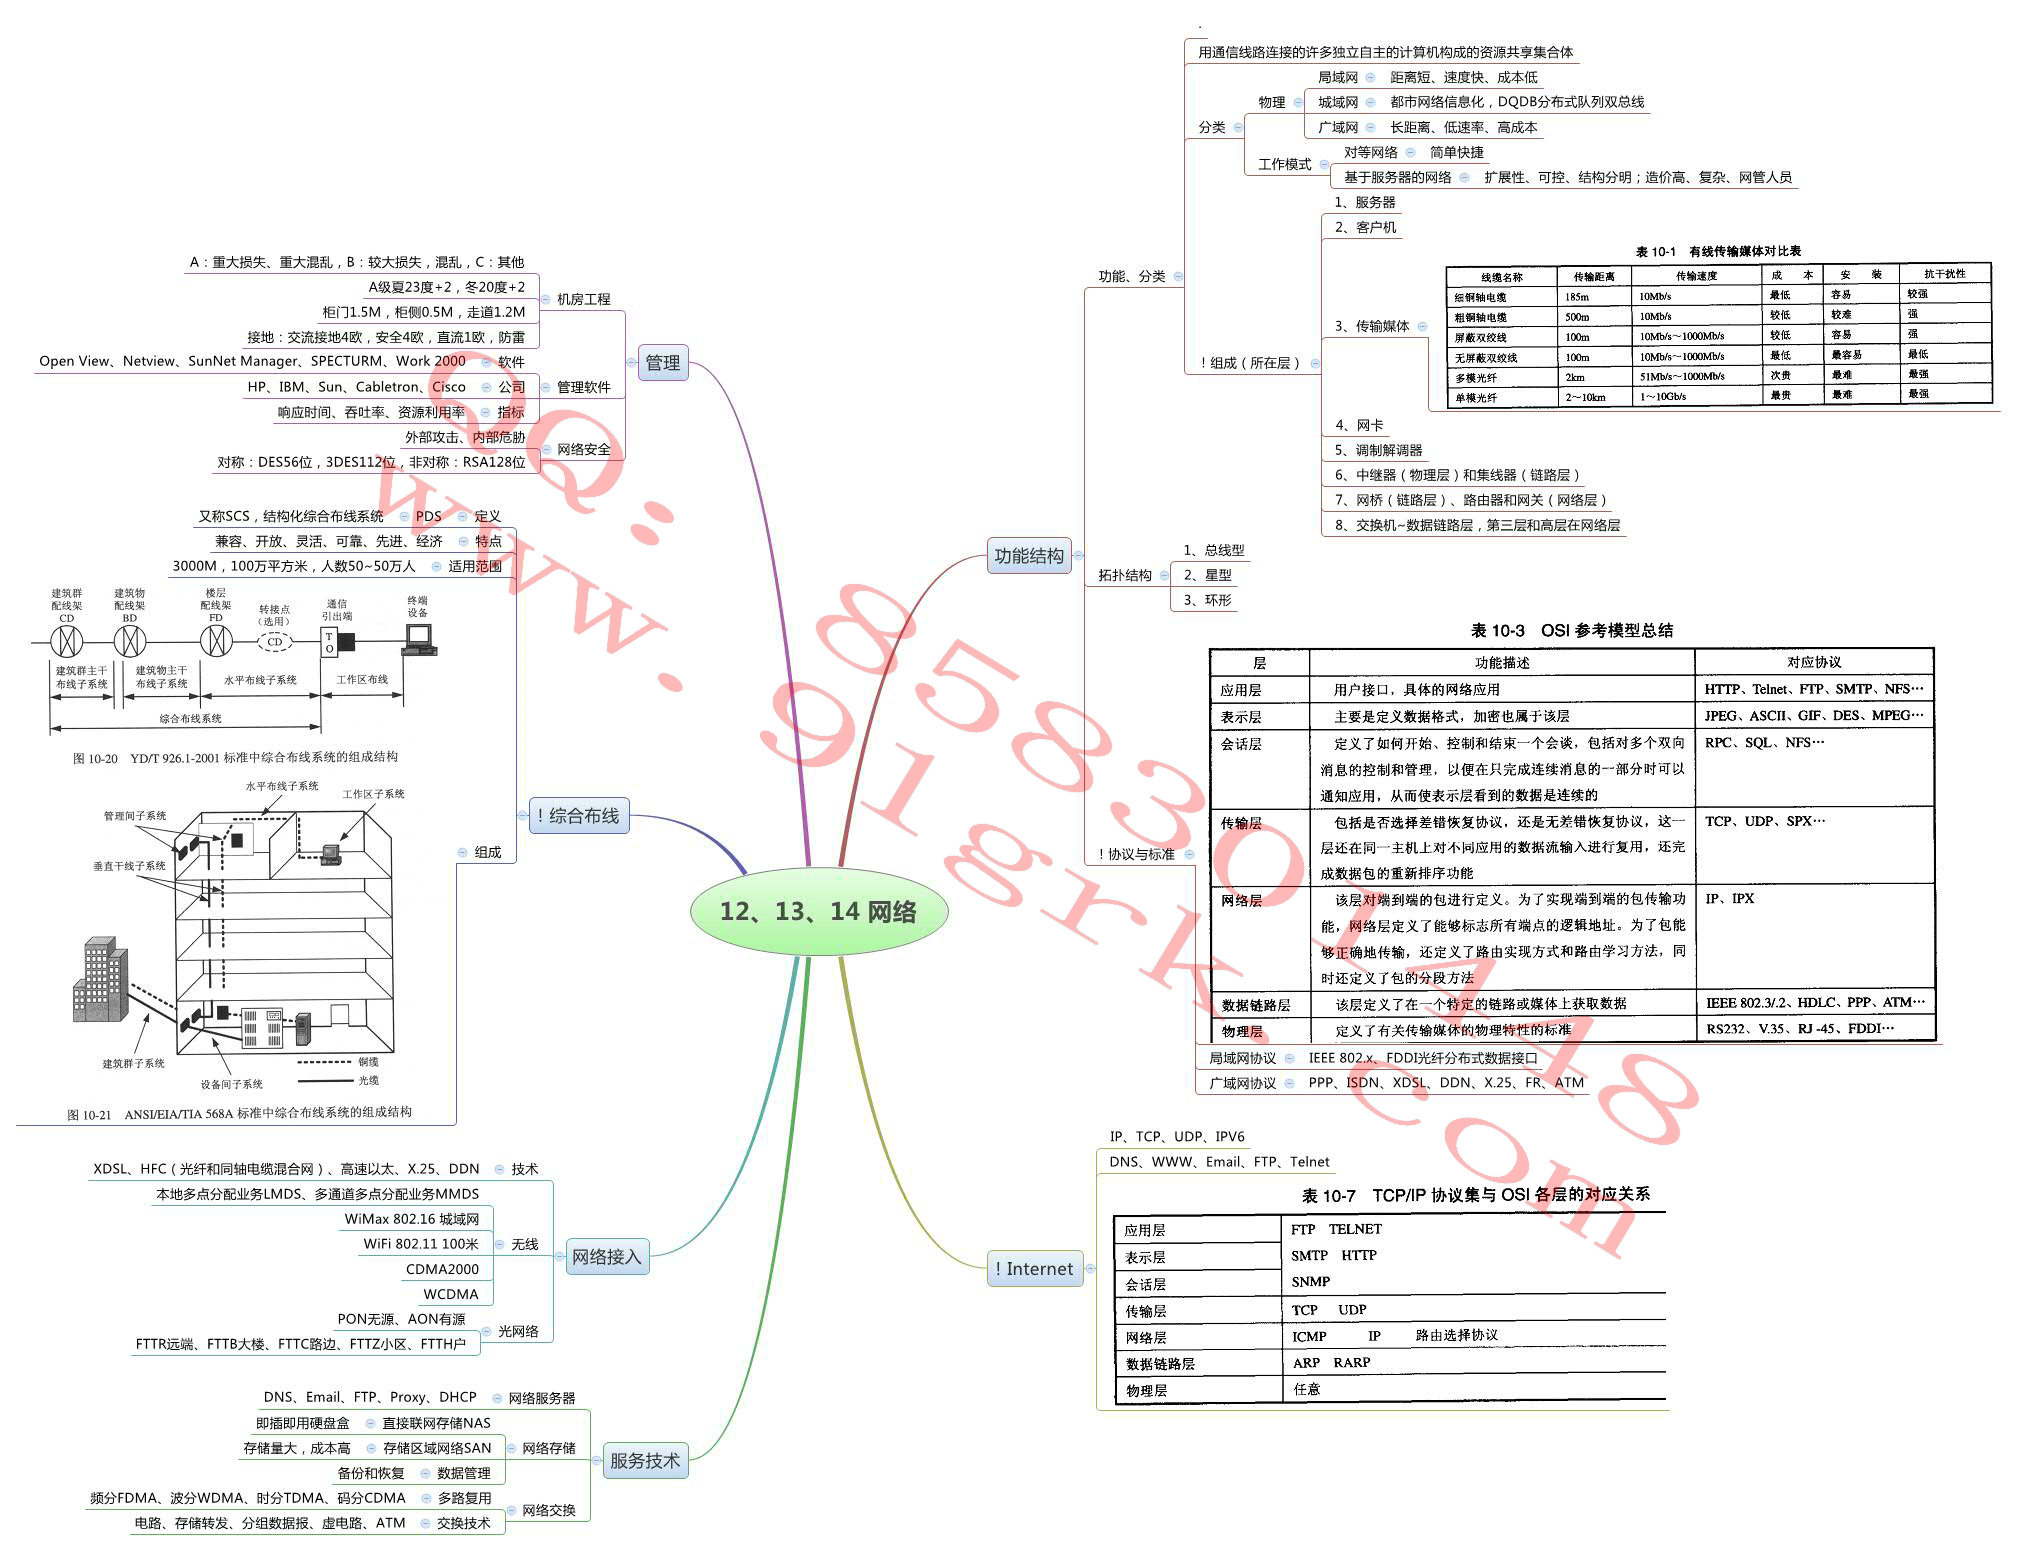 12、13、14 网络
管理
机房工程
A：重大损失、重大混乱，B：较大损失，混乱，C：其他
A级夏23度+2，冬20度+2
柜门1.5M，柜侧0.5M，走道1.2M
接地：交流接地4欧，安全4欧，直流1欧，防雷
管理软件
Open View、Netview、SunNet Manager、SPECTURM、Work 2000
软件
HP、IBM、Sun、Cabletron、Cisco
公司
响应时间、吞吐率、资源利用率
指标
网络安全
外部攻击、内部危胁
对称：DES56位，3DES112位，非对称：RSA128位
！综合布线
又称SCS，结构化综合布线系统
PDS
定义
兼容、开放、灵活、可靠、先进、经济
特点
3000M，100万平方米，人数50~50万人
适用范围
组成
建筑群
配线架
CD
建筑物
配线架
BD
楼层
配线架
FD
转接点
（选用）
CD
通信
引出端
T
O
终端
设备
建筑群主干
布线子系统
建筑物主干
布线子系统
水平布线子系统
工作区布线
综合布线系统
图 10-20 YD/T 926.1-2001 标准中综合布线系统的组成结构
水平布线子系统
工作区子系统
管理间子系统
垂直干线子系统
建筑群子系统
设备间子系统
铜缆
光缆
图 10-21 ANSI/EIA/TIA 568A 标准中综合布线系统的组成结构
网络接入
XDSL、HFC（光纤和同轴电缆混合网）、高速以太、X.25、DDN
技术
无线
本地多点分配业务LMDS、多通道多点分配业务MMDS
WiMax 802.16 城域网
WiFi 802.11 100米
CDMA2000
WCDMA
光网络
PON无源、AON有源
FTTR远端、FTTB大楼、FTTC路边、FTTZ小区、FTTH户
服务技术
DNS、Email、FTP、Proxy、DHCP
网络服务器
网络存储
即插即用硬盘盒
直接联网存储NAS
存储量大，成本高
存储区域网络SAN
备份和恢复
数据管理
网络交换
频分FDMA、波分WDMA、时分TDMA、码分CDMA
多路复用
电路、存储转发、分组数据报、虚电路、ATM
交换技术
功能结构
功能、分类
.
用通信线路连接的许多独立自主的计算机构成的资源共享集合体
分类
物理
局域网
距离短、速度快、成本低
城域网
都市网络信息化，DQDB分布式队列双总线
广域网
长距离、低速率、高成本
工作模式
对等网络
简单快捷
基于服务器的网络
扩展性、可控、结构分明；造价高、复杂、网管人员
！组成（所在层）
1、服务器
2、客户机
3、传输媒体
表 10-1 有线传输媒体对比表
线缆名称 传输距离 传输速度 成 本 安 装 抗干扰性
细铜轴电缆 185m 10Mb/s 最低 容易 较强
粗铜轴电缆 500m 10Mb/s 较低 较难 强
屏蔽双绞线 100m 10Mb/s～1000Mb/s 较低 容易 强
无屏蔽双绞线 100m 10Mb/s～1000Mb/s 最低 最容易 最低
多模光纤 2km 51Mb/s～1000Mb/s 次贵 最难 最强
单模光纤 2～10km 1～10Gb/s 最贵 最难 最强
4、网卡
5、调制解调器
6、中继器（物理层）和集线器（链路层）
7、网桥（链路层）、路由器和网关（网络层）
8、交换机~数据链路层，第三层和高层在网络层
拓扑结构
1、总线型
2、星型
3、环形
！协议与标准
表 10-3 OSI 参考模型总结
层 功能描述 对应协议
应用层 用户接口，具体的网络应用 HTTP、Telnet、FTP、SMTP、NFS…
表示层 主要是定义数据格式，加密也属于该层 JPEG、ASCII、GIF、DES、MPEG…
会话层 定义了如何开始、控制和结束一个会谈，包括对多个双向 RPC、SQL、NFS…
消息的控制和管理，以便在只完成连续消息的一部分时可以
通知应用，从而使表示层看到的数据是连续的
传输层 包括是否选择差错恢复协议，还是无差错恢复协议，这一 TCP、UDP、SPX…
层还在同一主机上对不同应用的数据流输入进行复用，还完
成数据包的重新排序功能
网络层 该层对端到端的包进行定义。为了实现端到端的包传输功 IP、IPX
能，网络层定义了能够标志所有端点的逻辑地址。为了包能
够正确地传输，还定义了路由实现方式和路由学习方法，同
时还定义了包的分段方法
数据链路层 该层定义了在一个特定的链路或媒体上获取数据 IEEE 802.3/.2、HDLC、PPP、ATM…
物理层 定义了有关传输媒体的物理特性的标准 RS232、V.35、RJ -45、FDDI…
局域网协议
IEEE 802.x、FDDI光纤分布式数据接口
广域网协议
PPP、ISDN、XDSL、DDN、X.25、FR、ATM
！Internet
IP、TCP、UDP、IPV6
DNS、WWW、Email、FTP、Telnet
表 10-7 TCP/IP 协议集与 OSI 各层的对应关系
应用层 FTP TELNET
表示层 SMTP HTTP
会话层 SNMP
传输层 TCP UDP
网络层 ICMP IP 路由选择协议
数据链路层 ARP RARP
物理层 任意
QQ: 858301448
www.91grk.com